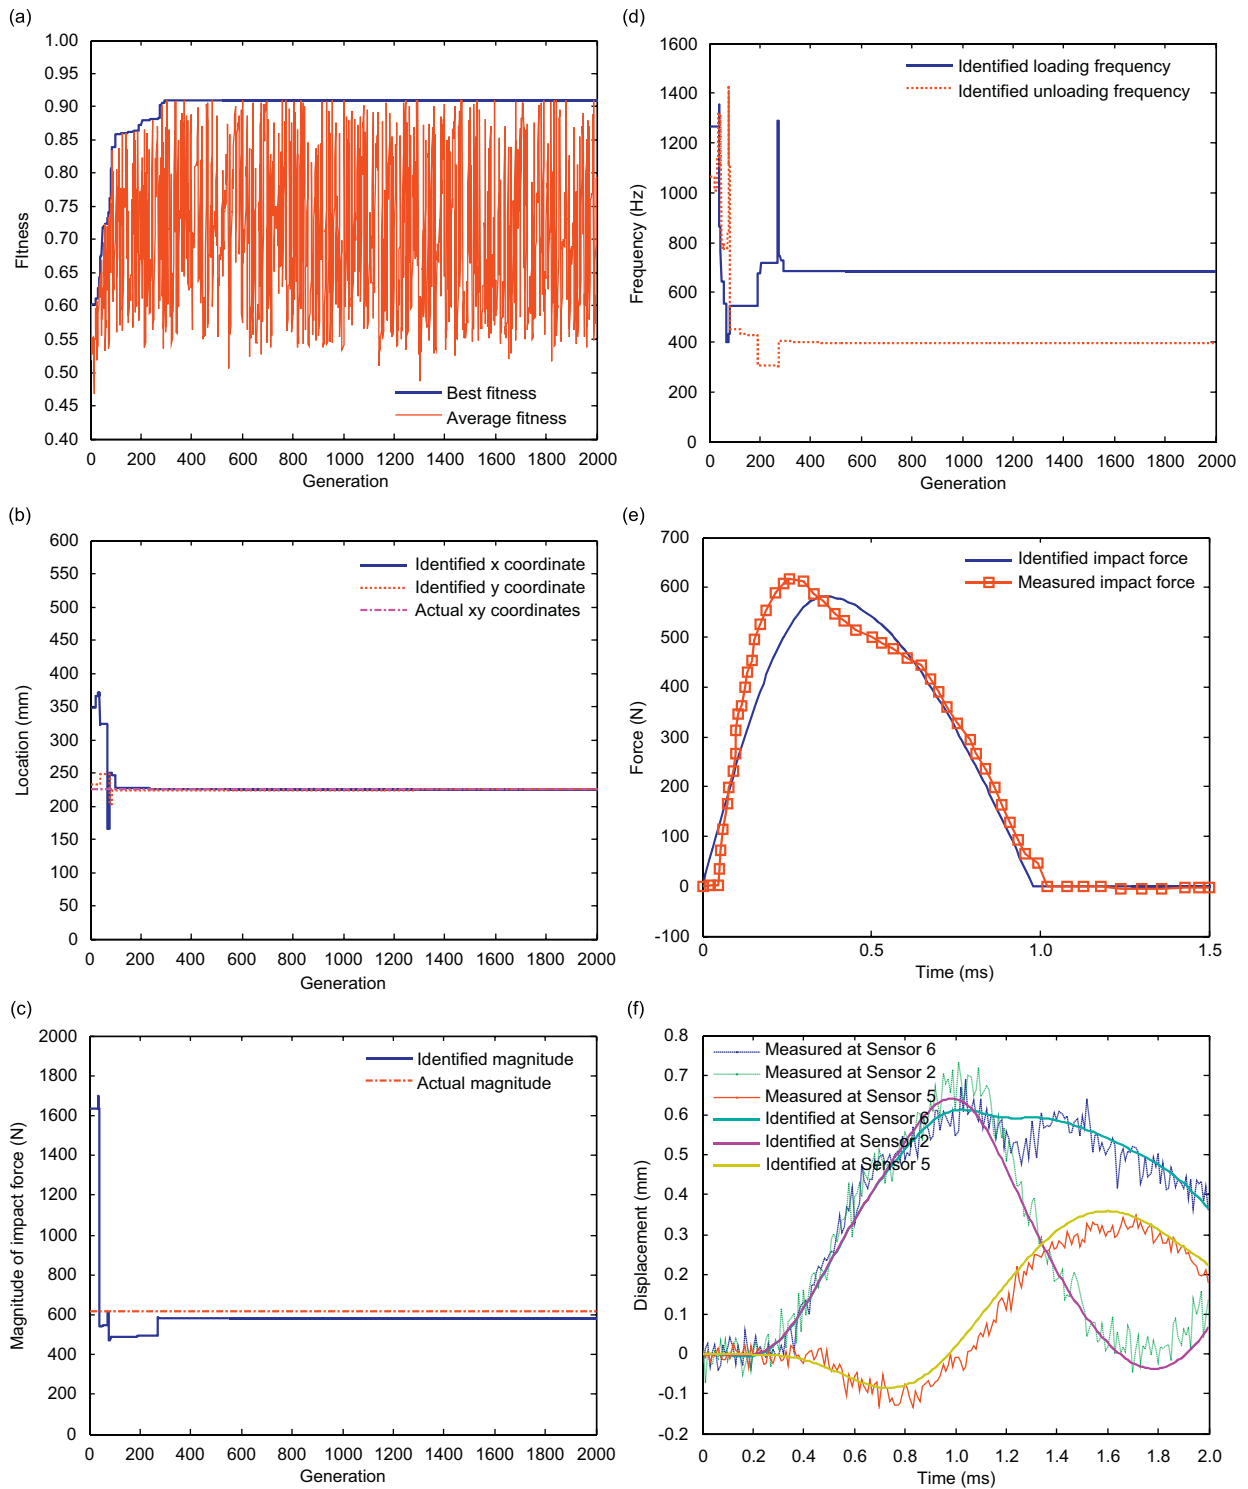 (a)
1.00
0.95
0.90
0.85
0.80
0.75
0.70
0.65
0.60
0.55
0.50
0.45
0.40
FItness
Best fitness
Average fitness
0 200 400 600 800 1000 1200 1400 1600 1800 2000
Generation
(b)
600
550
500
450
400
350
300
250
200
150
100
50
0
Location (mm)
Identified x coordinate
Identified y coordinate
Actual xy coordinates
0 200 400 600 800 1000 1200 1400 1600 1800 2000
Generation
(c)
2000
1800
1600
1400
1200
1000
800
600
400
200
0
Magnitude of impact force (N)
Identified magnitude
Actual magnitude
0 200 400 600 800 1000 1200 1400 1600 1800 2000
Generation
(d)
1600
1400
1200
1000
800
600
400
200
0
Frequency (Hz)
Identified loading frequency
Identified unloading frequency
0 200 400 600 800 1000 1200 1400 1600 1800 2000
Generation
(e)
700
600
500
400
300
200
100
0
-100
Force (N)
Identified impact force
Measured impact force
0 0.5 1.0 1.5
Time (ms)
(f)
0.8
0.7
0.6
0.5
0.4
0.3
0.2
0.1
0
-0.1
-0.2
Displacement (mm)
Measured at Sensor 6
Measured at Sensor 2
Measured at Sensor 5
Identified at Sensor 6
Identified at Sensor 2
Identified at Sensor 5
0 0.2 0.4 0.6 0.8 1.0 1.2 1.4 1.6 1.8 2.0
Time (ms)